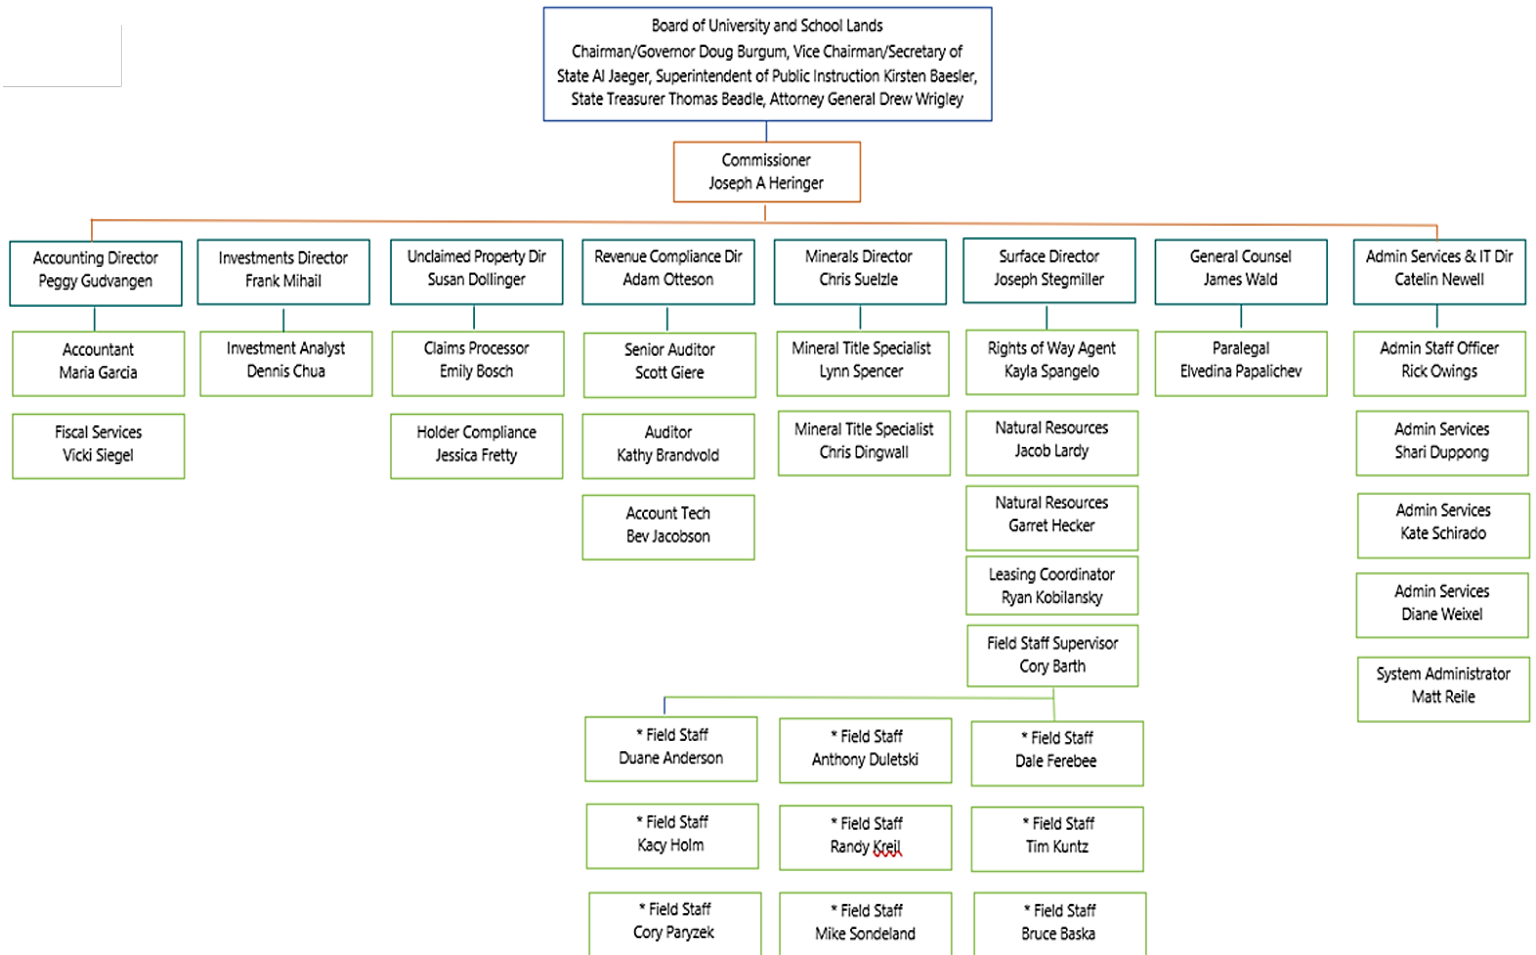 Board of University and School Lands
Chairman/Governor Doug Burgum, Vice Chairman/Secretary of
State Al Jaeger, Superintendent of Public Instruction Kirsten Baesler,
State Treasurer Thomas Beadle, Attorney General Drew Wrigley
Commissioner
Joseph A Heringer
Accounting Director
Peggy Gudvangen
Investments Director
Frank Mihail
Unclaimed Property Dir
Susan Dollinger
Revenue Compliance Dir
Adam Otteson
Minerals Director
Chris Suelzle
Surface Director
Joseph Stegmiller
General Counsel
James Wald
Admin Services & IT Dir
Catelin Newell
Accountant
Maria Garcia
Investment Analyst
Dennis Chua
Claims Processor
Emily Bosch
Senior Auditor
Scott Giere
Mineral Title Specialist
Lynn Spencer
Rights of Way Agent
Kayla Spangelo
Paralegal
Elvedina Papalichev
Admin Staff Officer
Rick Owings
Fiscal Services
Vicki Siegel
Holder Compliance
Jessica Fretty
Auditor
Kathy Brandvold
Mineral Title Specialist
Chris Dingwall
Natural Resources
Jacob Lardy
Admin Services
Shari Duppong
Account Tech
Bev Jacobson
Natural Resources
Garret Hecker
Admin Services
Kate Schirado
Leasing Coordinator
Ryan Kobilansky
Admin Services
Diane Weixel
Field Staff Supervisor
Cory Barth
System Administrator
Matt Reile
* Field Staff
Duane Anderson
* Field Staff
Anthony Duletski
* Field Staff
Dale Ferebee
* Field Staff
Kacy Holm
* Field Staff
Randy Kreil
* Field Staff
Tim Kuntz
* Field Staff
Cory Paryzek
* Field Staff
Mike Sondeland
* Field Staff
Bruce Baska